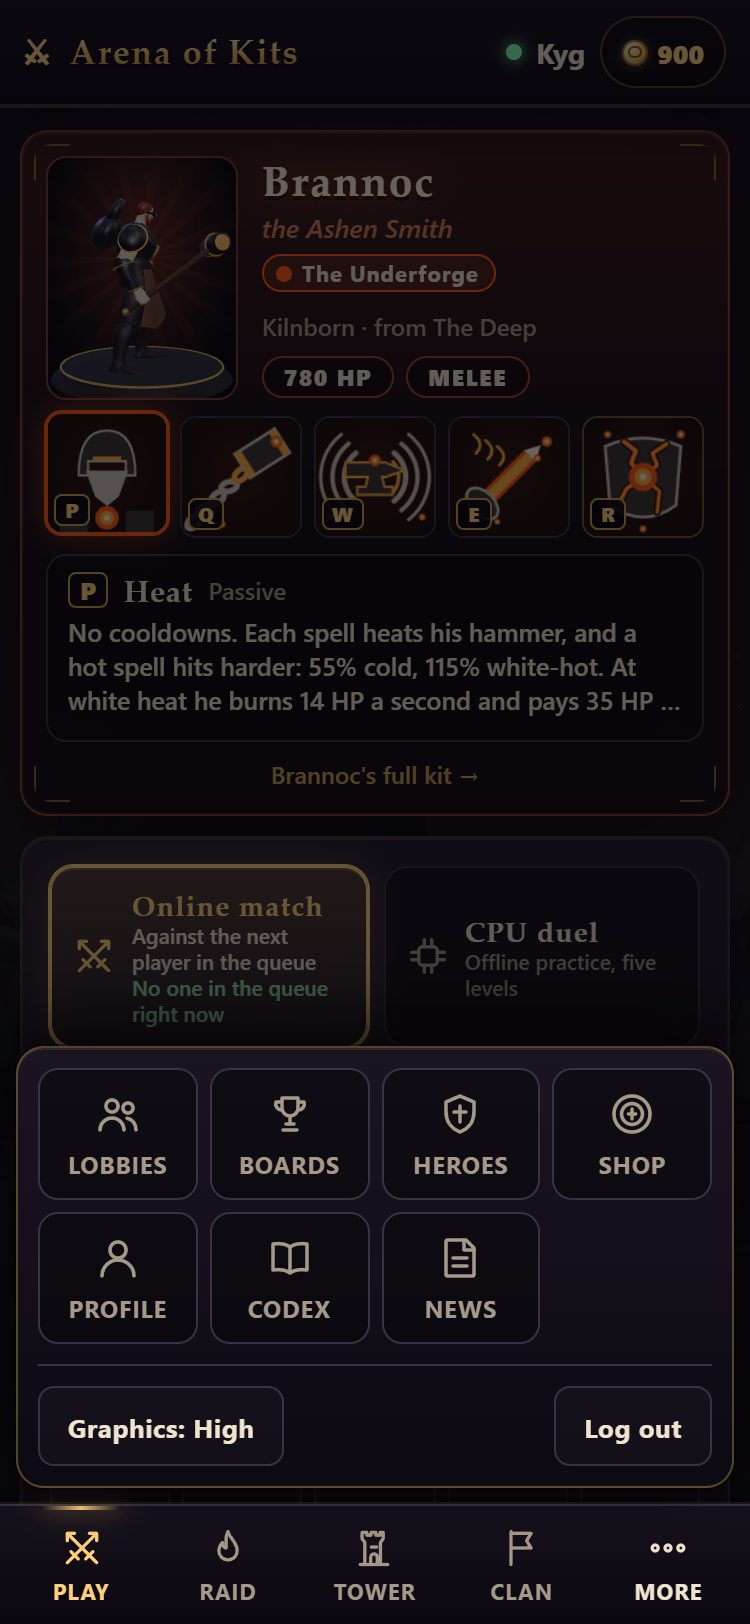 Arena of Kits
Kyg
900
Brannoc
the Ashen Smith
The Underforge
Kilnborn · from The Deep
780 HP
MELEE
P
Q
W
E
R
P Heat Passive
No cooldowns. Each spell heats his hammer, and a
hot spell hits harder: 55% cold, 115% white-hot. At
white heat he burns 14 HP a second and pays 35 HP ...
Brannoc's full kit →
Online match
Against the next
player in the queue
No one in the queue
right now
CPU duel
Offline practice, five
levels
LOBBIES
BOARDS
HEROES
SHOP
PROFILE
CODEX
NEWS
Graphics: High
Log out
PLAY
RAID
TOWER
CLAN
MORE